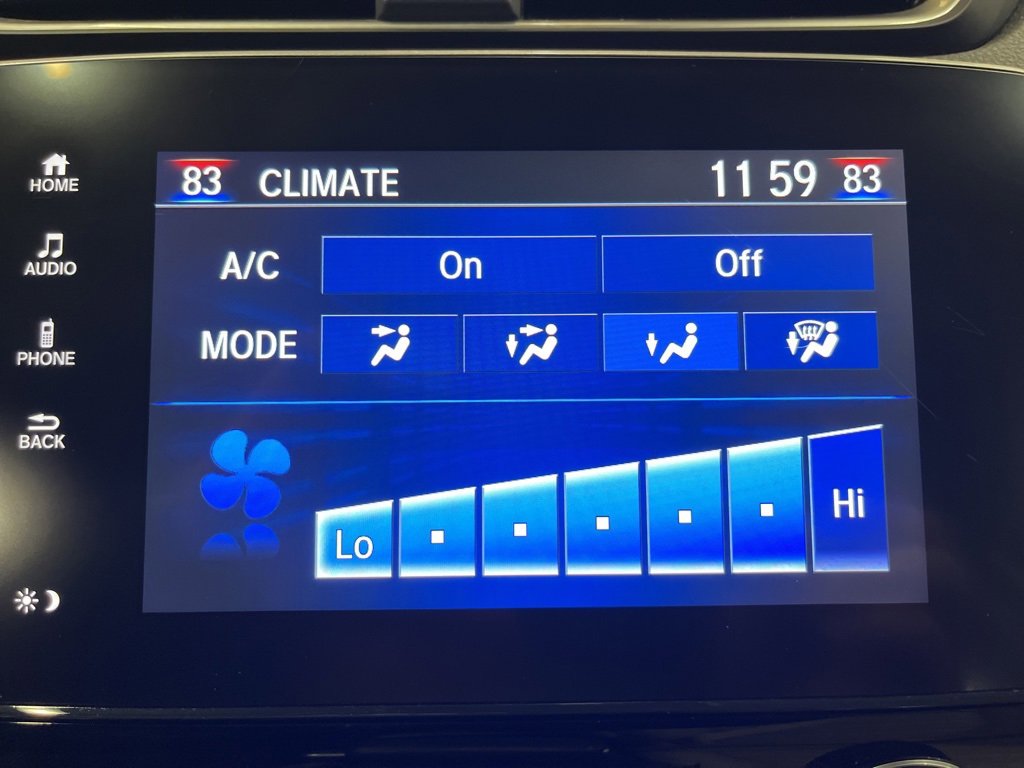 HOME
AUDIO
PHONE
BACK
83 CLIMATE 11 59 83
A/C On Off
MODE
Lo Hi